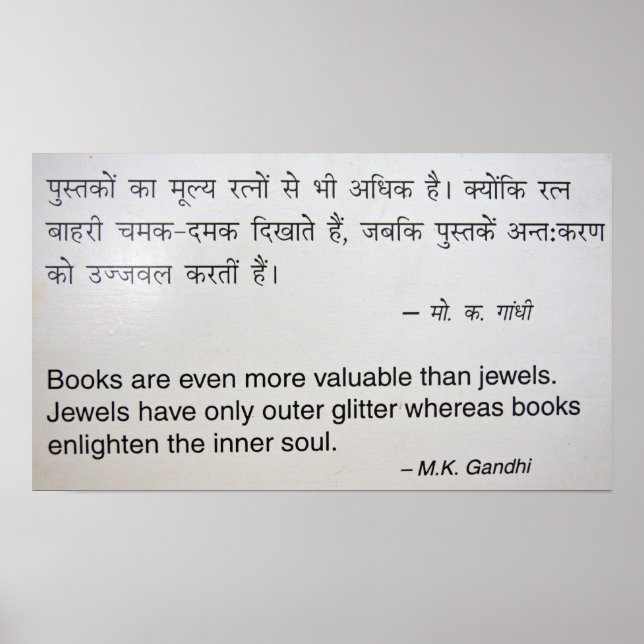 पुस्तकों का मूल्य रत्नों से भी अधिक है। क्योंकि रत्न
बाहरी चमक-दमक दिखाते हैं, जबकि पुस्तकें अन्त:करण
को उज्जवल करतीं हैं।
– मो. क. गांधी
Books are even more valuable than jewels.
Jewels have only outer glitter whereas books
enlighten the inner soul.
– M.K. Gandhi